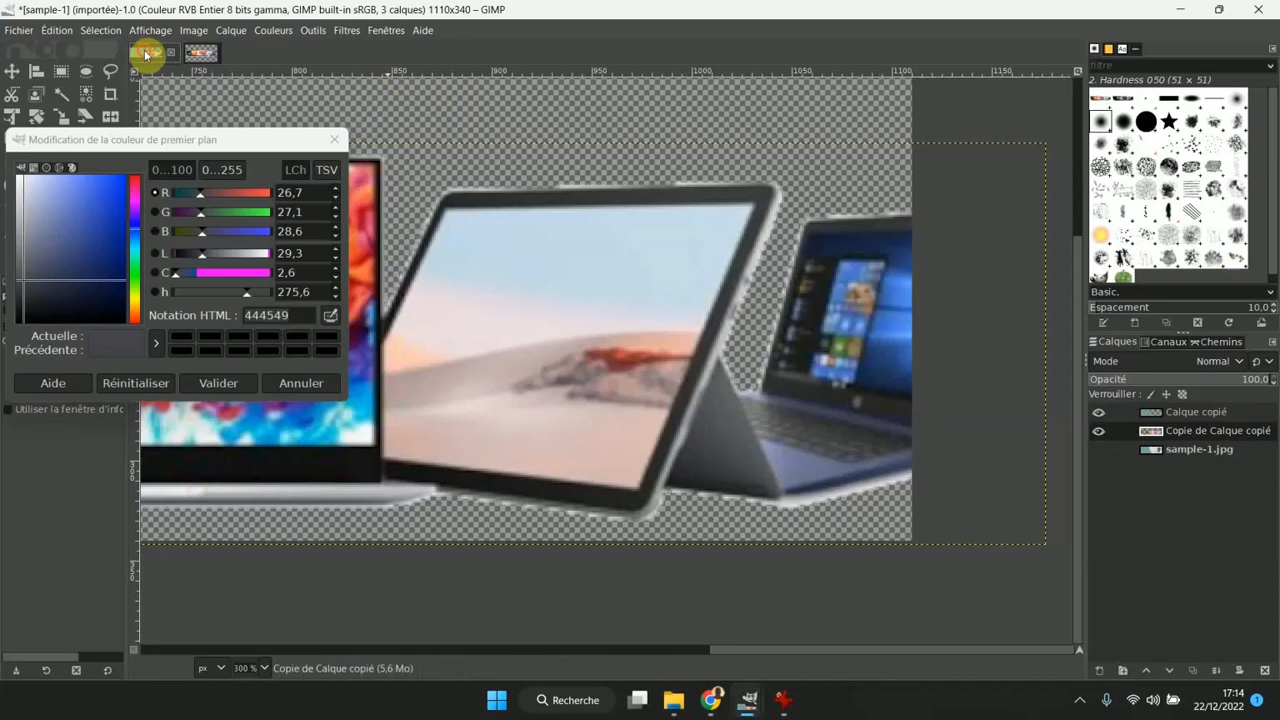 *[sample-1] (importée)-1.0 (Couleur RVB Entier 8 bits gamma, GIMP built-in sRGB, 3 calques) 1110x340 – GIMP
Fichier Édition Sélection Affichage Image Calque Couleurs Outils Filtres Fenêtres Aide
750 800 850 900 950 1000 1050 1100 1150
filtre
2. Hardness 050 (51 × 51)
Modification de la couleur de premier plan
0...100 0...255 LCh TSV
R 26,7
G 27,1
B 28,6
L 29,3
C 2,6
h 275,6
Notation HTML : 444549
Actuelle :
Précédente :
Aide Réinitialiser Valider Annuler
Utiliser la fenêtre d'info
Basic.
Espacement 10,0
Calques Canaux Chemins
Mode Normal
Opacité 100,0
Verrouiller :
Calque copié
Copie de Calque copié
sample-1.jpg
px 300 % Copie de Calque copié (5,6 Mo)
Recherche
17:14
22/12/2022
1